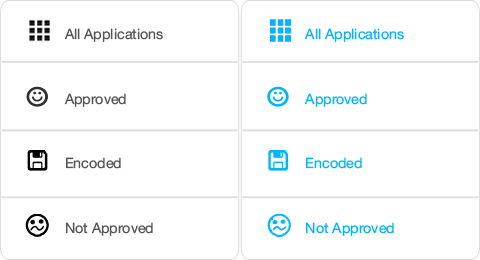 All Applications
Approved
Encoded
Not Approved
All Applications
Approved
Encoded
Not Approved